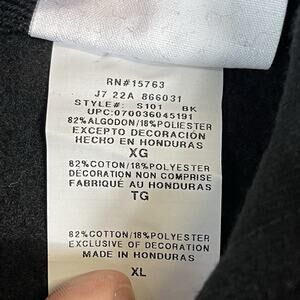 RN#15763
J7 22A 866031
STYLE#: S101 BK
UPC:070036045191
82%ALGODON/18%POLIESTER
EXCEPTO DECORACIÓN
HECHO EN HONDURAS
XG
82%COTON/18%POLYESTER
DÉCORATION NON COMPRISE
FABRIQUÉ AU HONDURAS
TG
82%COTTON/18%POLYESTER
EXCLUSIVE OF DECORATION
MADE IN HONDURAS
XL